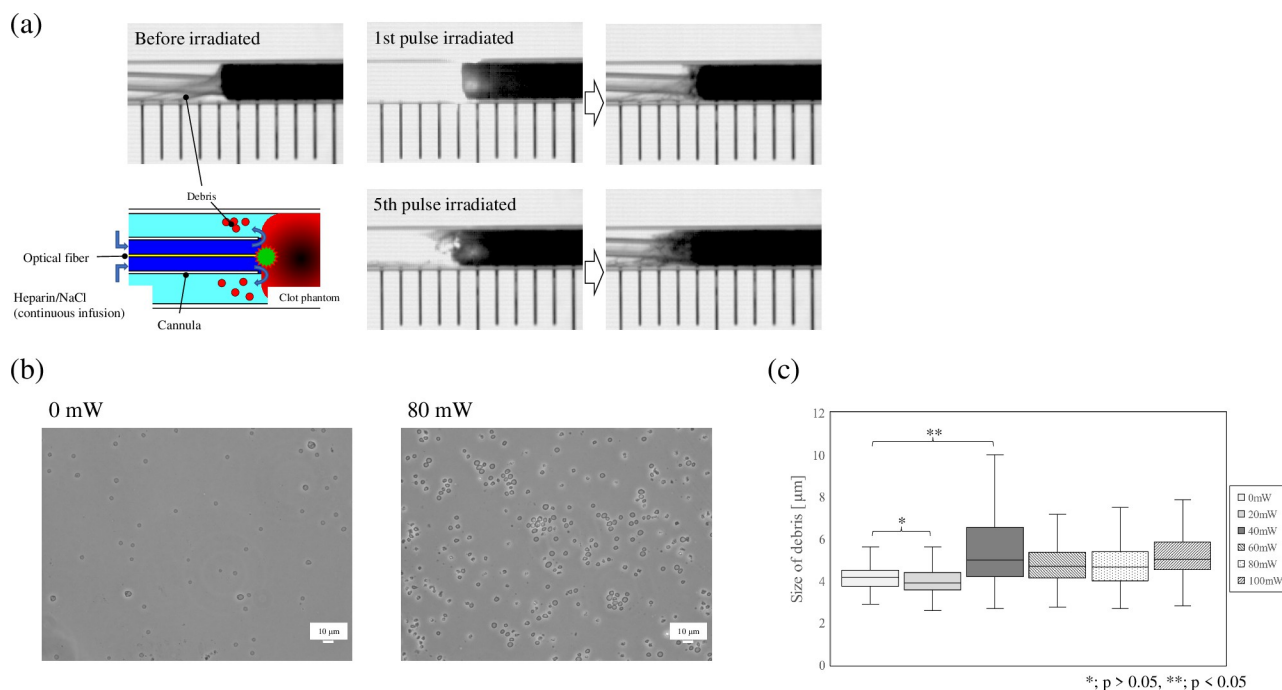 (a)
Before irradiated
1st pulse irradiated
Debris
5th pulse irradiated
Optical fiber
Heparin/NaCl
(continuous infusion)
Clot phantom
Cannula
(b)
0 mW
80 mW
10 μm
10 μm
(c)
12
10
8
6
4
2
0
Size of debris [μm]
**
*
0mW
20mW
40mW
60mW
80mW
100mW
*; p > 0.05, **; p < 0.05